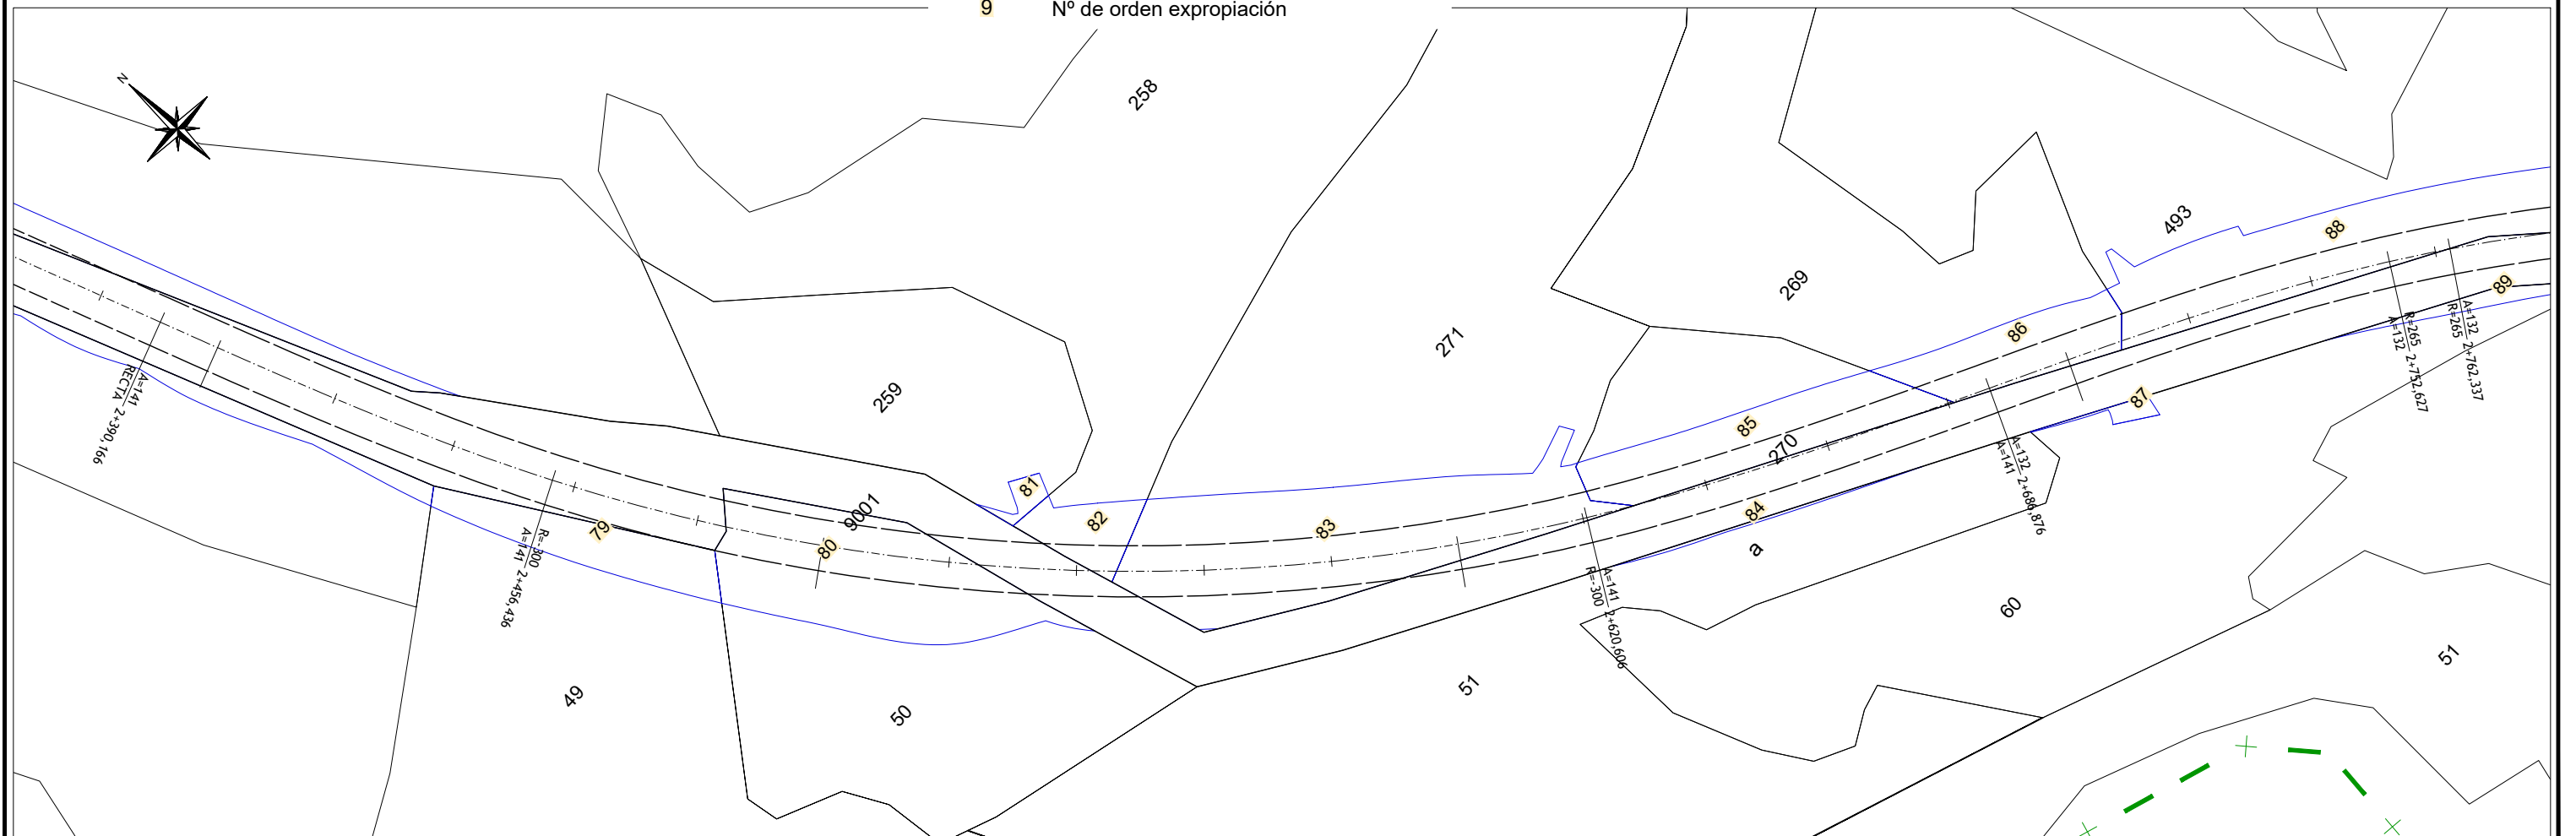 9 Nº de orden expropiación
N
258
493
88
269
89
271
86
259
87
85
270
81
82
83
84
9001
79
80
a
49
50
51
60
51
A=141
RECTA 2+390,166
R=-300
A=141 2+456,436
A=141
R=-300 2+620,606
A=132
A=141 2+686,876
R=265
A=132 2+752,627
A=132
R=265 2+762,337